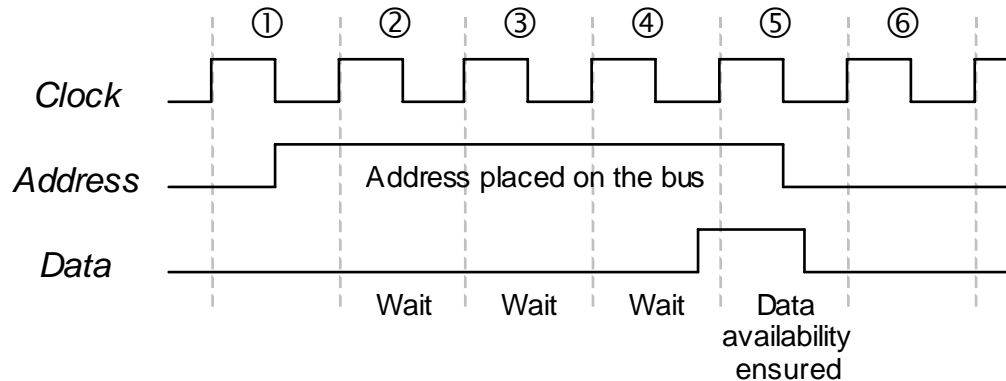 ① ② ③ ④ ⑤ ⑥
Clock
Address
Address placed on the bus
Data
Wait Wait Wait Data
availability
ensured